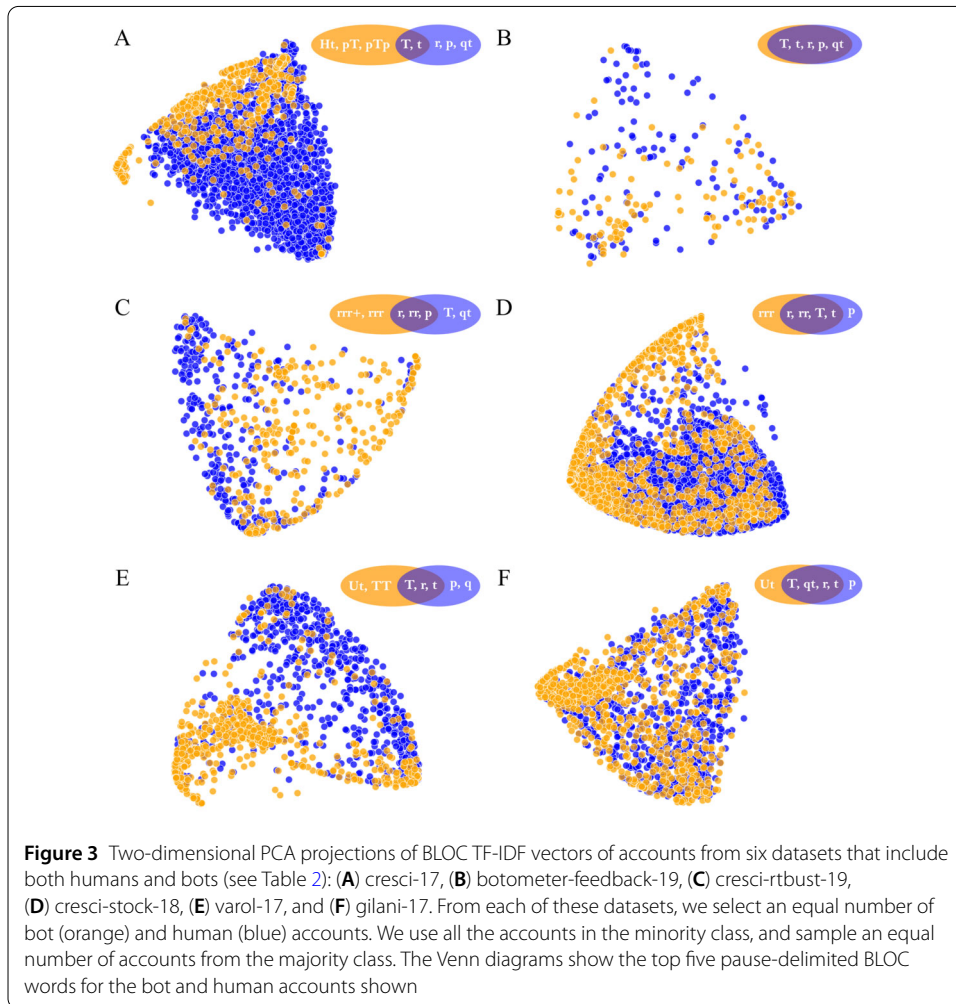 A
Ht, pT, pTp T, t r, p, qt
B
T, t, r, p, qt
C
rrr+, rrr r, rr, p T, qt
D
rrr r, rr, T, t p
E
Ut, TT T, r, t p, q
F
Ut T, qt, r, t p
Figure 3 Two-dimensional PCA projections of BLOC TF-IDF vectors of accounts from six datasets that include
both humans and bots (see Table 2): (A) cresci-17, (B) botometer-feedback-19, (C) cresci-rtbust-19,
(D) cresci-stock-18, (E) varol-17, and (F) gilani-17. From each of these datasets, we select an equal number of
bot (orange) and human (blue) accounts. We use all the accounts in the minority class, and sample an equal
number of accounts from the majority class. The Venn diagrams show the top five pause-delimited BLOC
words for the bot and human accounts shown